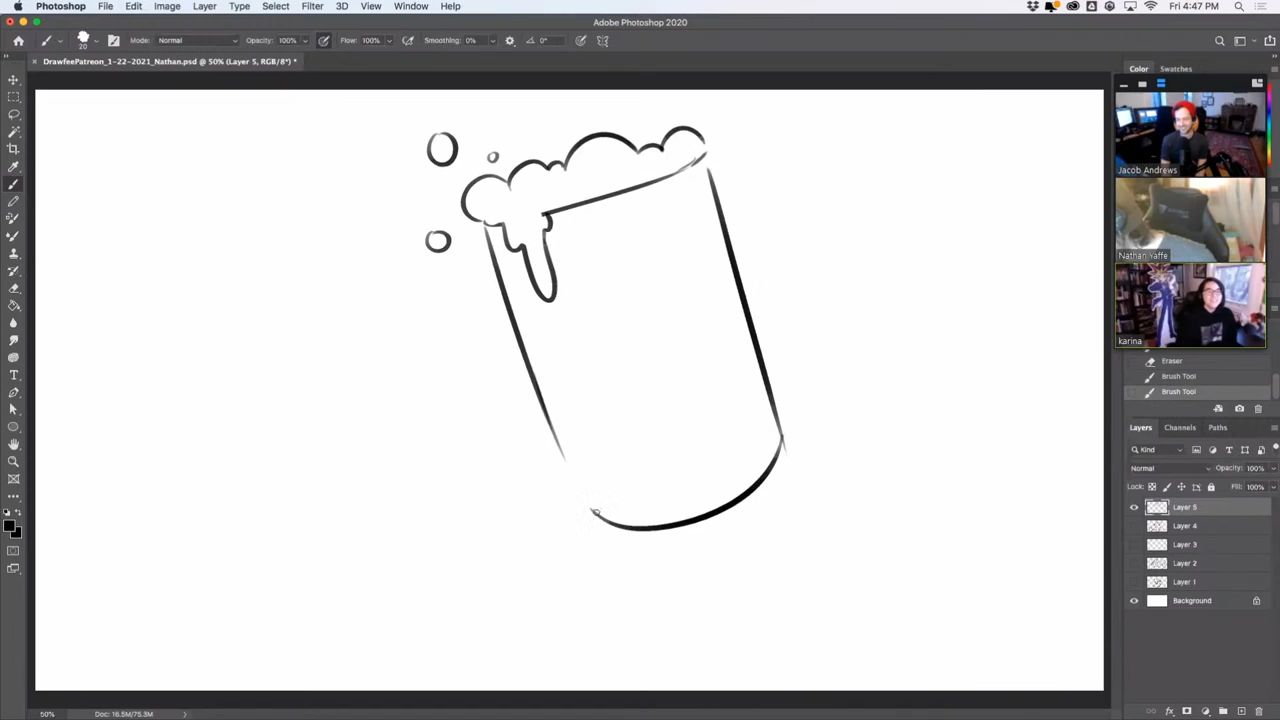 Photoshop File Edit Image Layer Type Select Filter 3D View Window Help Fri 4:47 PM
Adobe Photoshop 2020
20 Mode: Normal Opacity: 100% Flow: 100% Smoothing: 0% 0°
DrawfeePatreon_1-22-2021_Nathan.psd @ 50% (Layer 5, RGB/8*) *
Color Swatches
Jacob Andrews
Nathan Yaffe
karina
Eraser
Brush Tool
Brush Tool
Layers Channels Paths
Kind
Normal Opacity: 100%
Lock: Fill: 100%
Layer 5
Layer 4
Layer 3
Layer 2
Layer 1
Background
50% Doc: 16.5M/75.3M